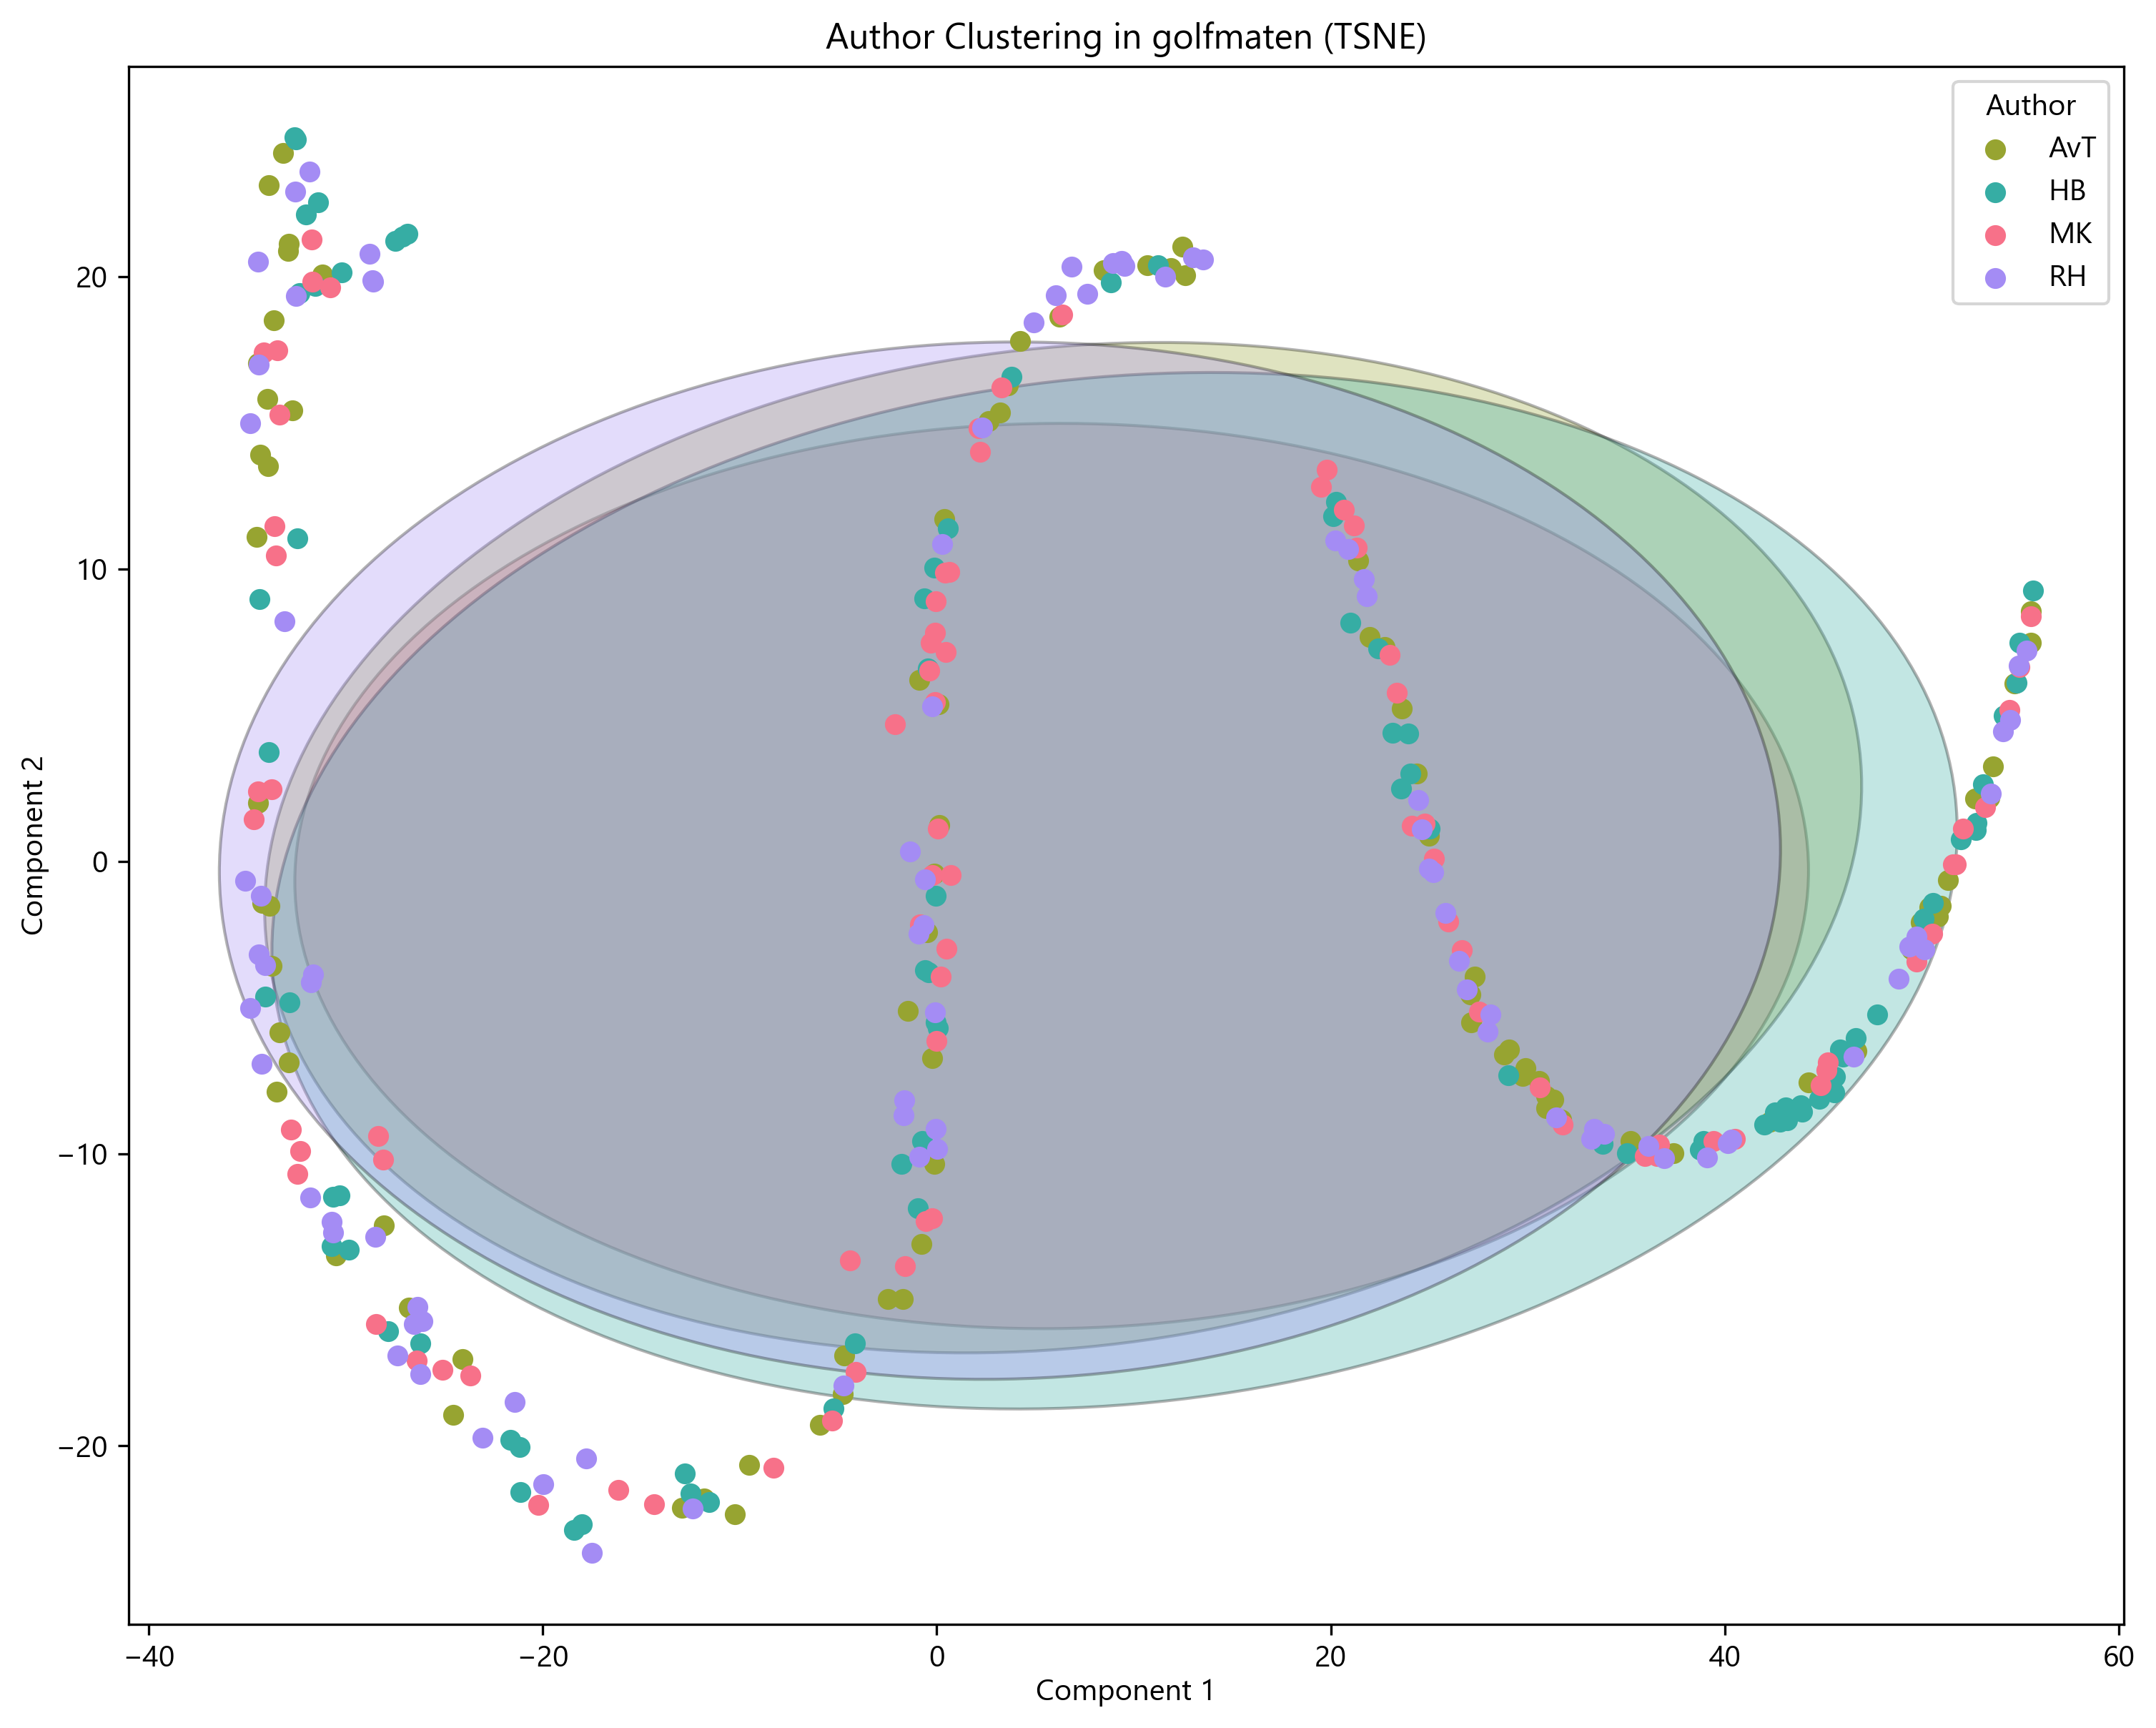 Author Clustering in golfmaten (TSNE)
Author
AvT
HB
MK
RH
20
10
0
−10
−20
Component 2
−40
−20
0
20
40
60
Component 1